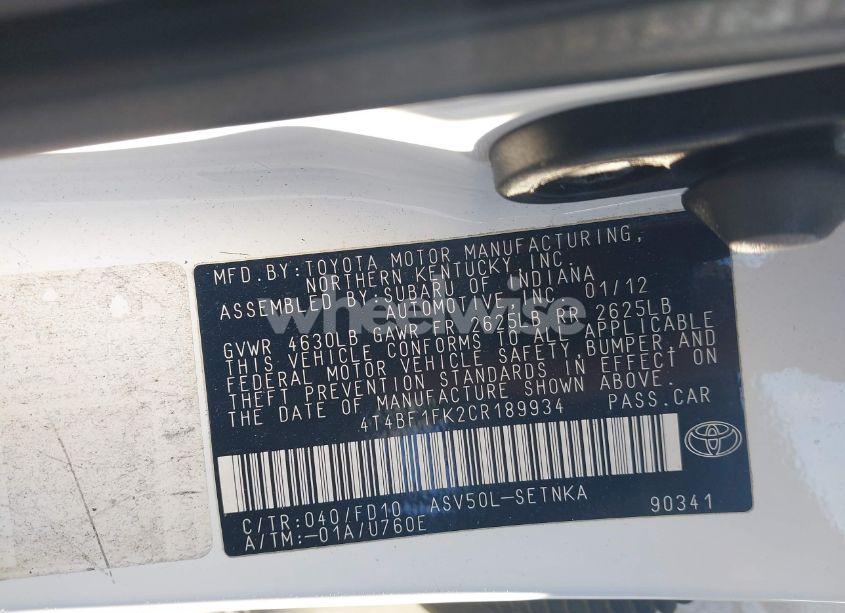 MFD.BY:TOYOTA MOTOR MANUFACTURING,
NORTHERN KENTUCKY, INC.
ASSEMBLED BY:SUBARU OF INDIANA
AUTOMOTIVE,INC. 01/12
GVWR 4630LB GAWR FR 2625LB RR 2625LB
THIS VEHICLE CONFORMS TO ALL APPLICABLE
FEDERAL MOTOR VEHICLE SAFETY,BUMPER,AND
THEFT PREVENTION STANDARDS IN EFFECT ON
THE DATE OF MANUFACTURE SHOWN ABOVE.
4T4BF1FK2CR189934 PASS.CAR
C/TR:040/FD10 ASV50L-SETNKA
A/TM:-01A/U760E 90341
wheelwise